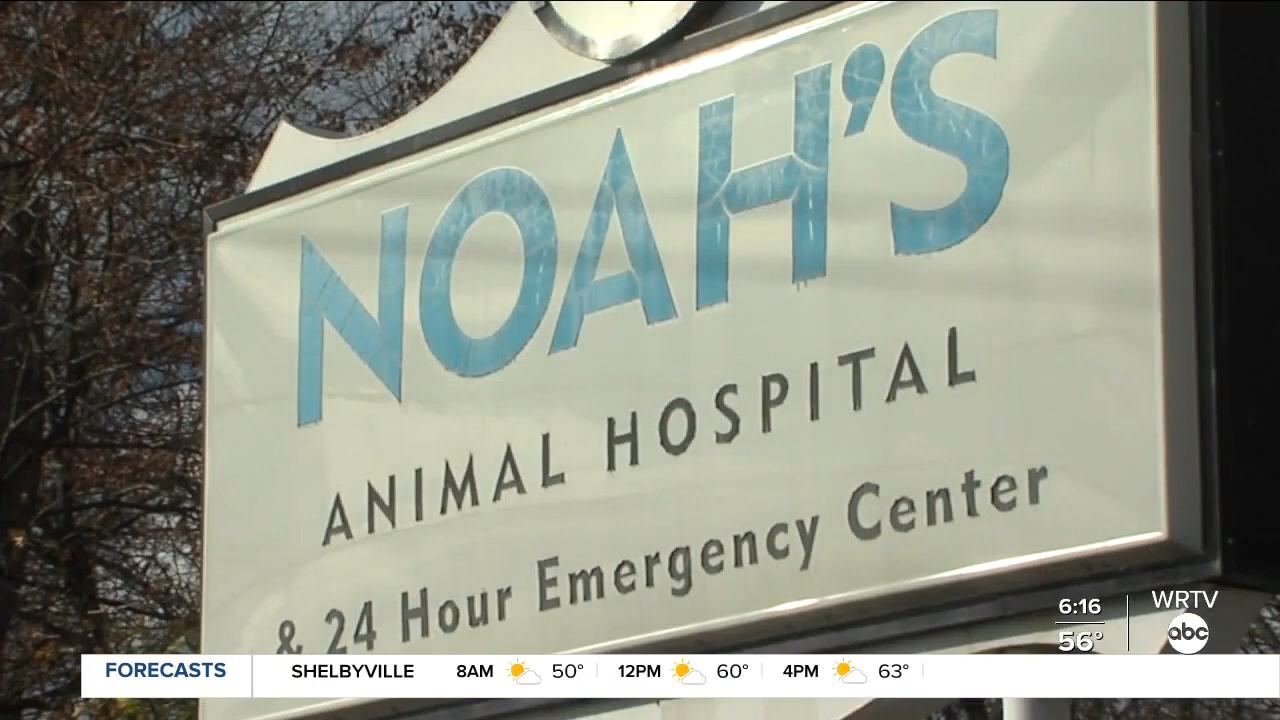 NOAH'S
ANIMAL HOSPITAL
& 24 Hour Emergency Center
6:16
56°
WRTV
abc
FORECASTS SHELBYVILLE 8AM 50° 12PM 60° 4PM 63°